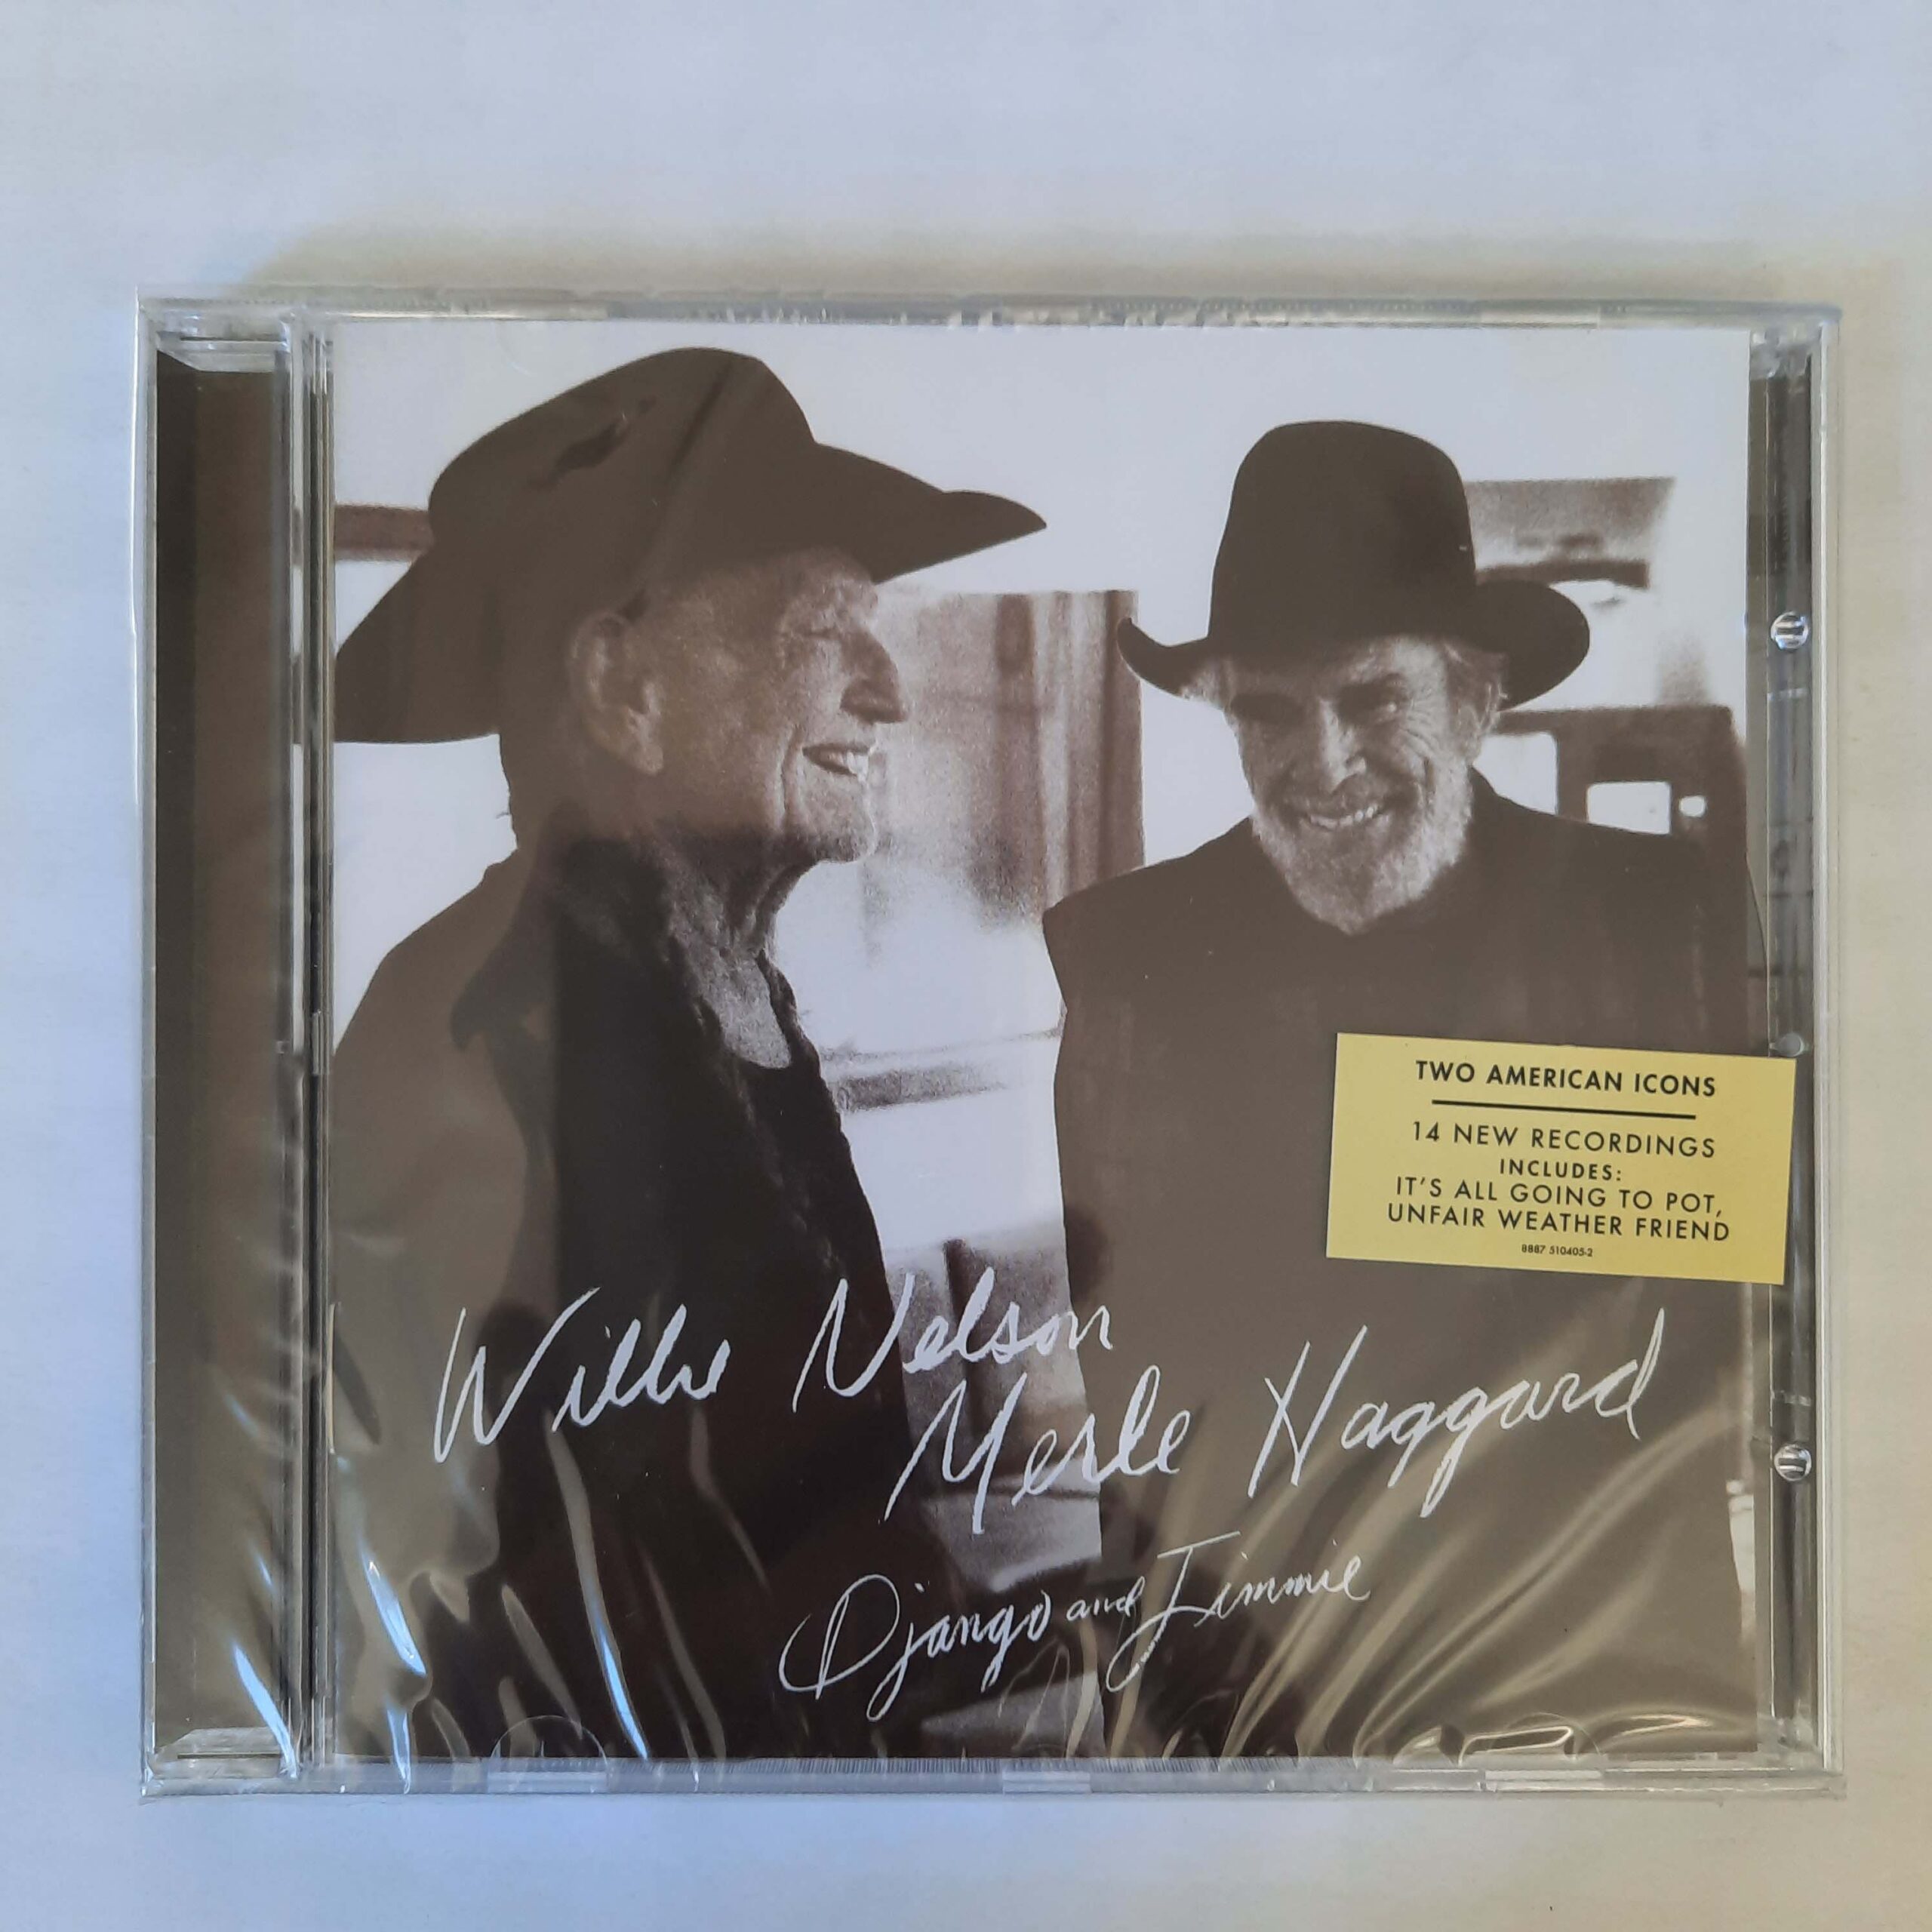 TWO AMERICAN ICONS
14 NEW RECORDINGS
INCLUDES:
IT'S ALL GOING TO POT,
UNFAIR WEATHER FRIEND
8887 510405-2
Willie Nelson
Merle Haggard
Django and Jimmie